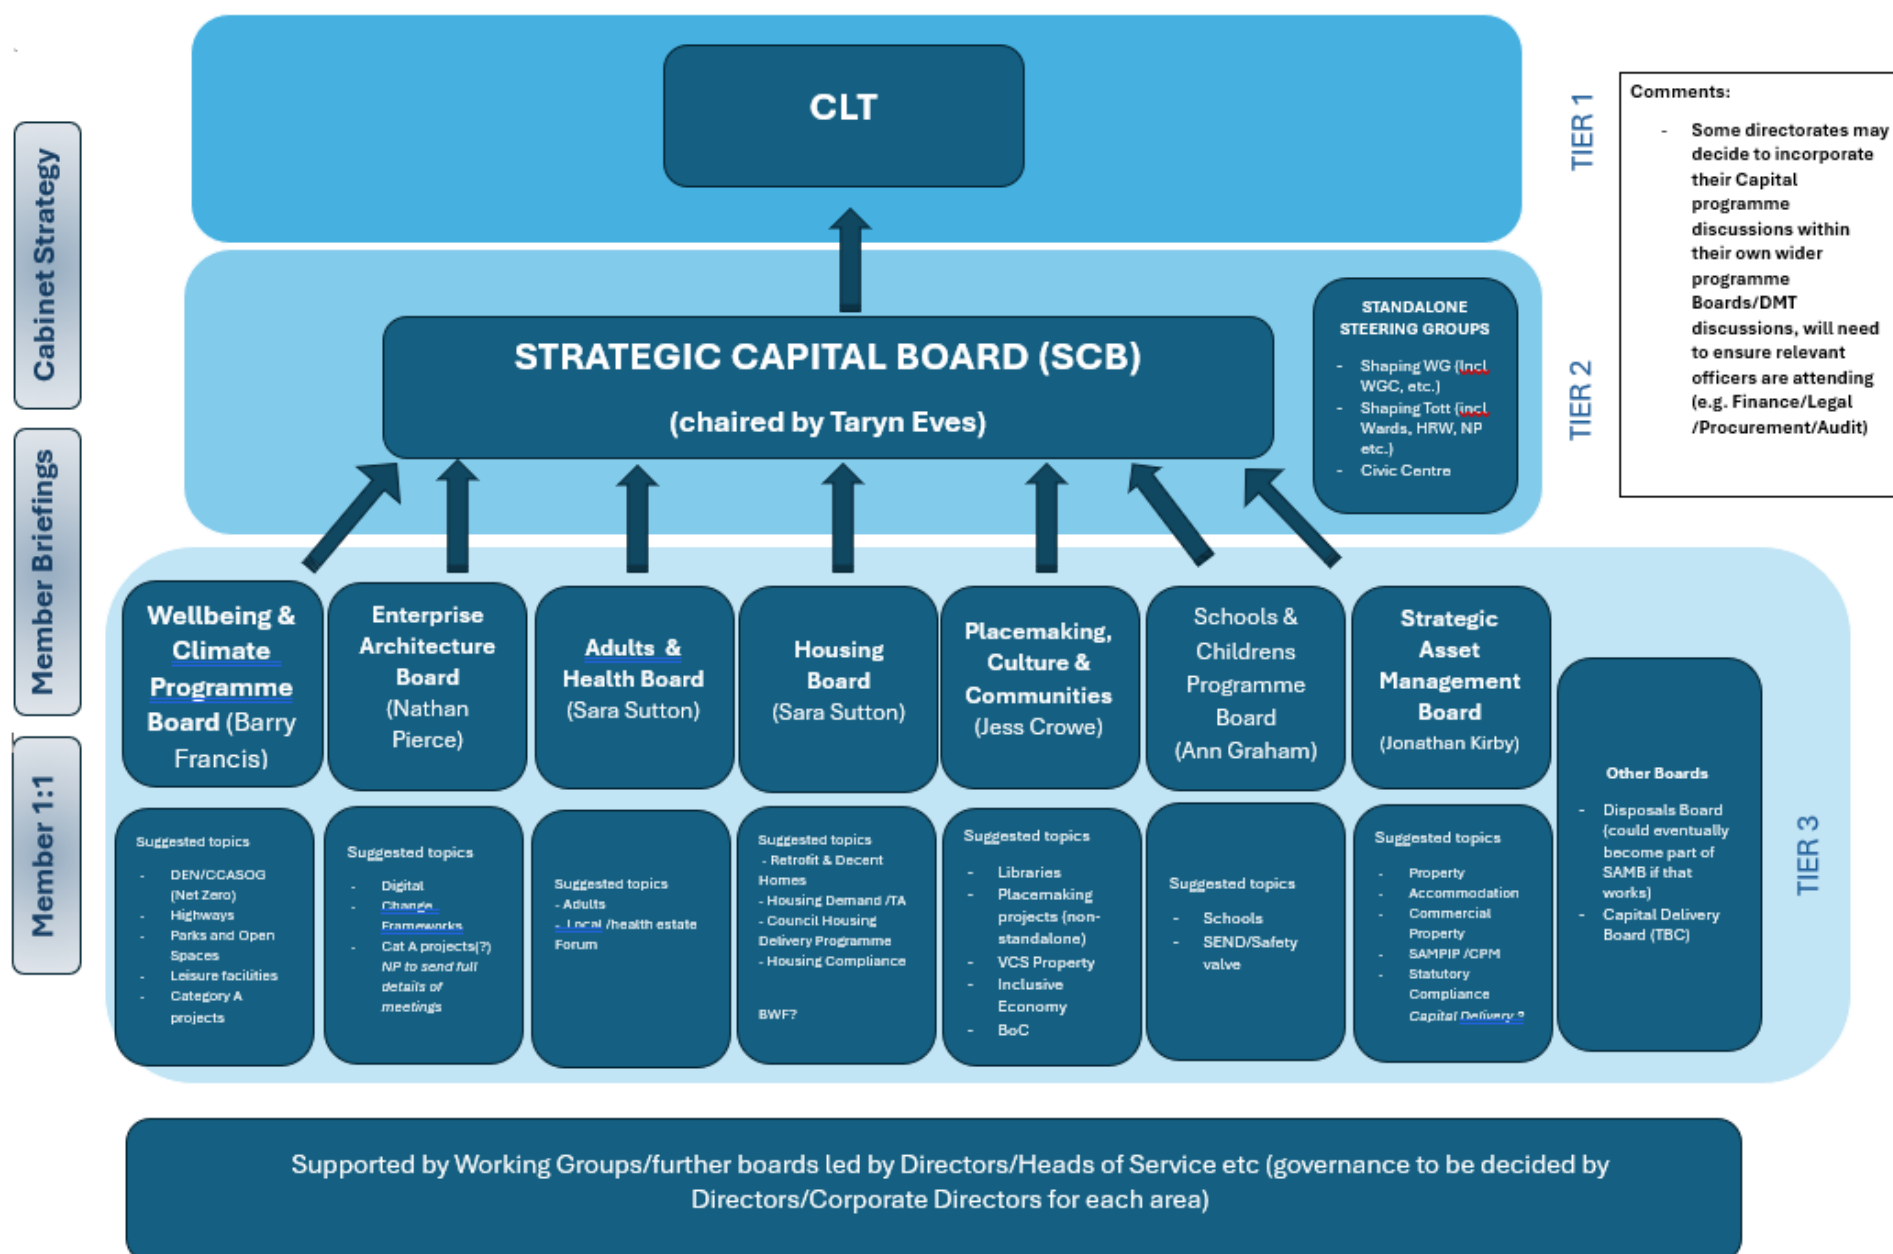 CLT
TIER 1
Comments:
- Some directorates may
decide to incorporate
their Capital
programme
discussions within
their own wider
programme
Boards/DMT
discussions, will need
to ensure relevant
officers are attending
(e.g. Finance/Legal
/Procurement/Audit)
Cabinet Strategy
Member Briefings
Member 1:1
STRATEGIC CAPITAL BOARD (SCB)
(chaired by Taryn Eves)
STANDALONE
STEERING GROUPS
- Shaping WG (Incl
WGC, etc.)
- Shaping Tott (incl
Wards, HRW, NP
etc.)
- Civic Centre
TIER 2
Wellbeing &
Climate
Programme
Board (Barry
Francis)
Enterprise
Architecture
Board
(Nathan
Pierce)
Adults & 
Health Board
(Sara Sutton)
Housing
Board
(Sara Sutton)
Placemaking,
Culture &
Communities
(Jess Crowe)
Schools &
Childrens
Programme
Board
(Ann Graham)
Strategic
Asset
Management
Board
(Jonathan Kirby)
Suggested topics
- DEN/CCASOG
(Net Zero)
- Highways
- Parks and Open
Spaces
- Leisure facilities
- Category A
projects
Suggested topics
- Digital
- Change
Frameworks
- Cat A projects(?)
NP to send full
details of
meetings
Suggested topics
- Adults
- Local /health estate
Forum
Suggested topics
- Retrofit & Decent
Homes
- Housing Demand /TA
- Council Housing
Delivery Programme
- Housing Compliance
BWF?
Suggested topics
- Libraries
- Placemaking
projects (non-
standalone)
- VCS Property
- Inclusive
Economy
- BoC
Suggested topics
- Schools
- SEND/Safety
valve
Suggested topics
- Property
- Accommodation
- Commercial
Property
- SAMPIP /CPM
- Statutory
Compliance
Capital Delivery ?
Other Boards
- Disposals Board
(could eventually
become part of
SAMB if that
works)
- Capital Delivery
Board (TBC)
TIER 3
Supported by Working Groups/further boards led by Directors/Heads of Service etc (governance to be decided by
Directors/Corporate Directors for each area)